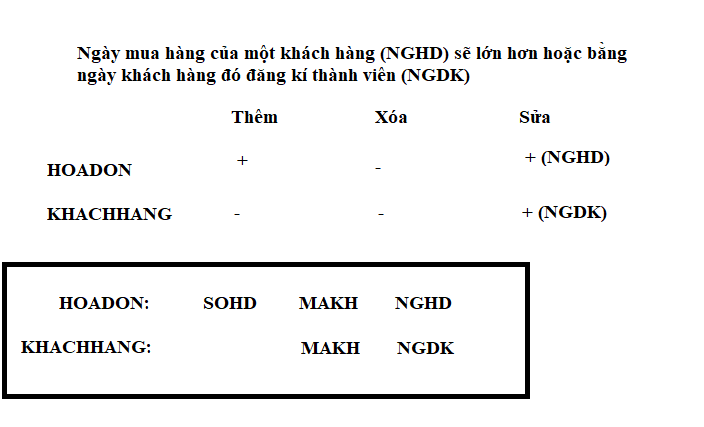 Ngày mua hàng của một khách hàng (NGHD) sẽ lớn hơn hoặc bằng
ngày khách hàng đó đăng kí thành viên (NGDK)
Thêm Xóa Sửa
HOADON + - + (NGHD)
KHACHHANG - - + (NGDK)
HOADON: SOHD MAKH NGHD
KHACHHANG: MAKH NGDK